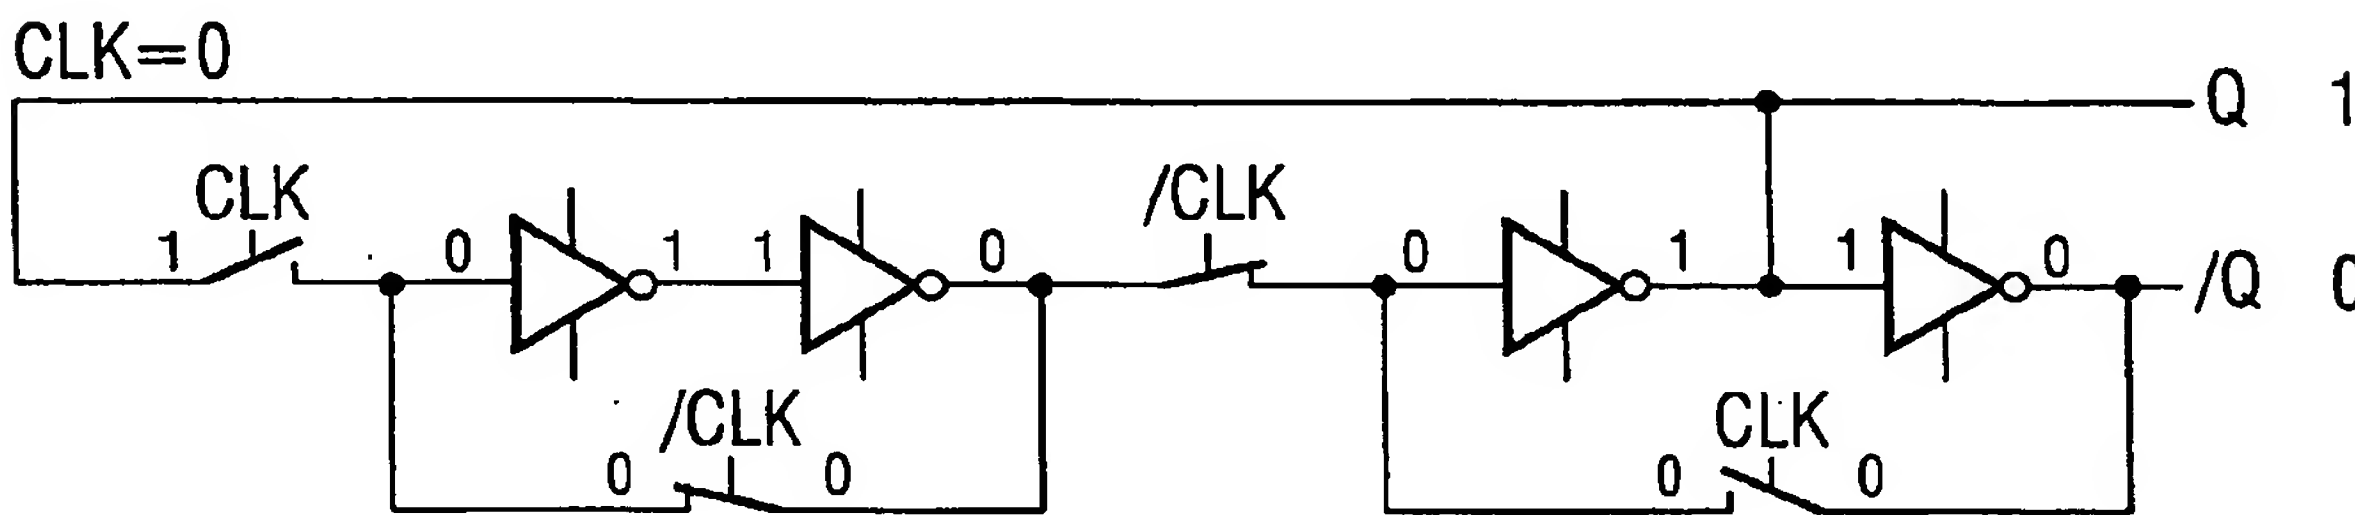 CLK=0
Q 1
CLK
/CLK
1 0 1 1 0 0 1 1 0
/Q 0
/CLK
CLK
0 0 0 0